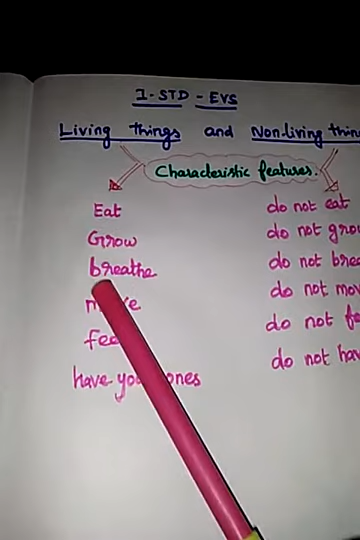 1-STD - EVS
Living things and Non-living
Characteristic features.
Eat do not eat
Grow do not
breathe do not
do not
do not
have do not